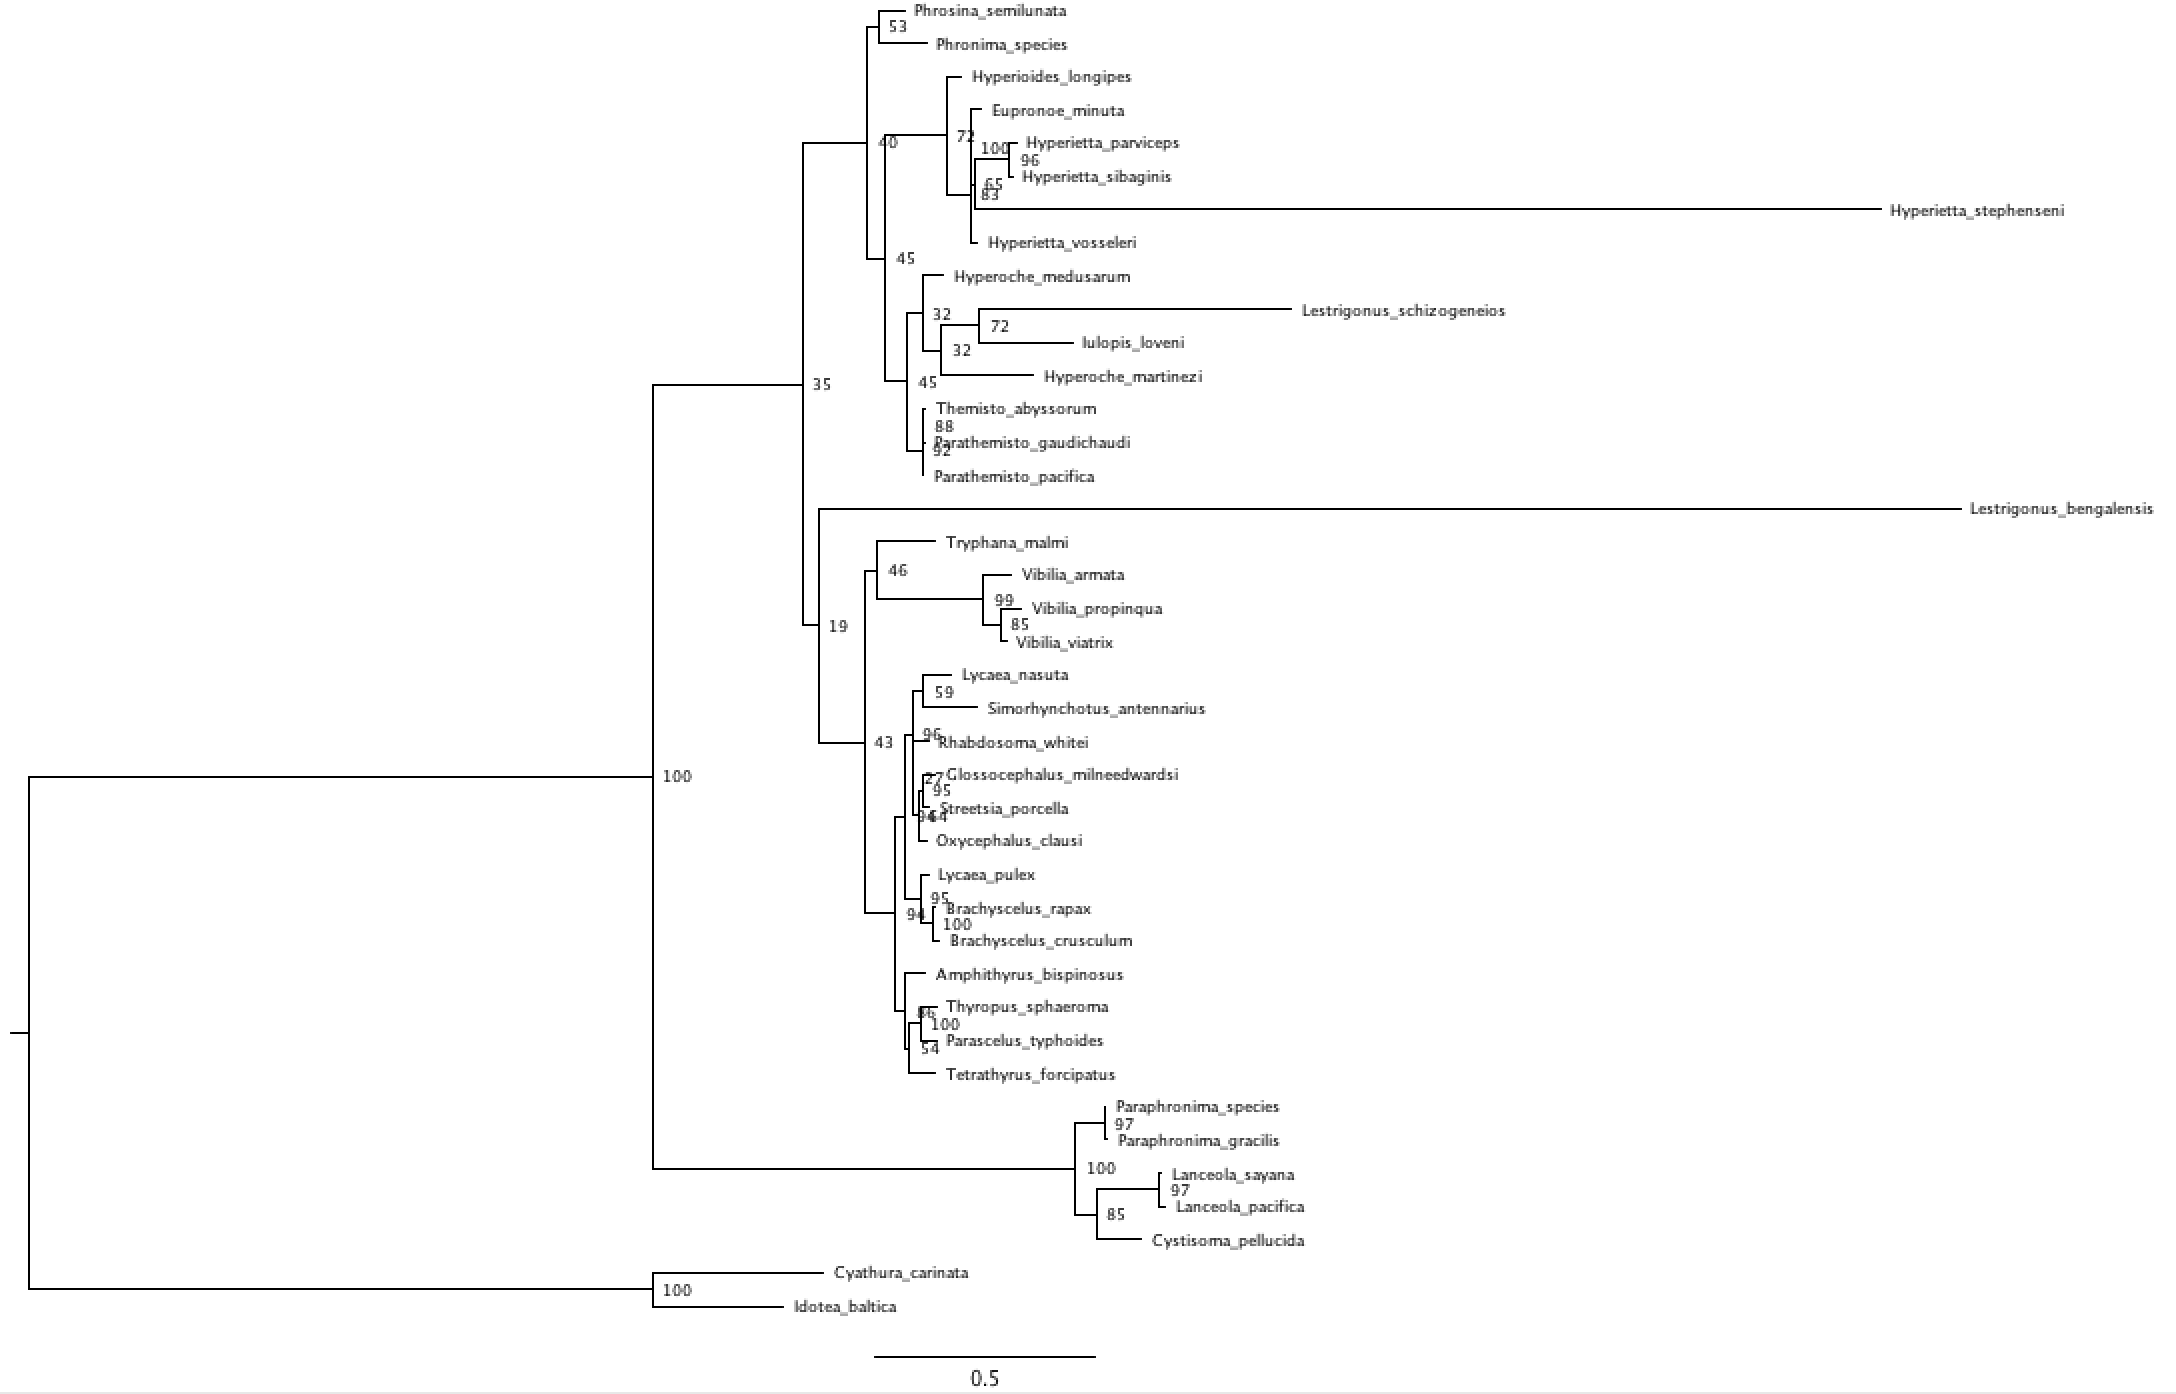 Phrosina_semilunata
53
Phronima_species
Hyperioides_longipes
Eupronoe_minuta
40
72
Hyperietta_parviceps
100
96
Hyperietta_sibaginis
65
83
Hyperietta_stephenseni
Hyperietta_vosseleri
45
Hyperoche_medusarum
Lestrigonus_schizogeneios
32
72
Iulopis_loveni
32
Hyperoche_martinezi
45
35
Themisto_abyssorum
88
Parathemisto_gaudichaudi
92
Parathemisto_pacifica
Lestrigonus_bengalensis
Tryphana_malmi
46
Vibilia_armata
99
Vibilia_propinqua
85
19
Vibilia_viatrix
Lycaea_nasuta
59
Simorhynchotus_antennarius
96
43
Rhabdosoma_whitei
100
Glossocephalus_milneedwardsi
27
95
Streetsia_porcella
64
Oxycephalus_clausi
Lycaea_pulex
95
Brachyscelus_rapax
94
100
Brachyscelus_crusculum
Amphithyrus_bispinosus
Thyropus_sphaeroma
86
100
Parascelus_typhoides
54
Tetrathyrus_forcipatus
Paraphronima_species
97
Paraphronima_gracilis
100
Lanceola_sayana
97
Lanceola_pacifica
85
Cystisoma_pellucida
Cyathura_carinata
100
Idotea_baltica
0.5